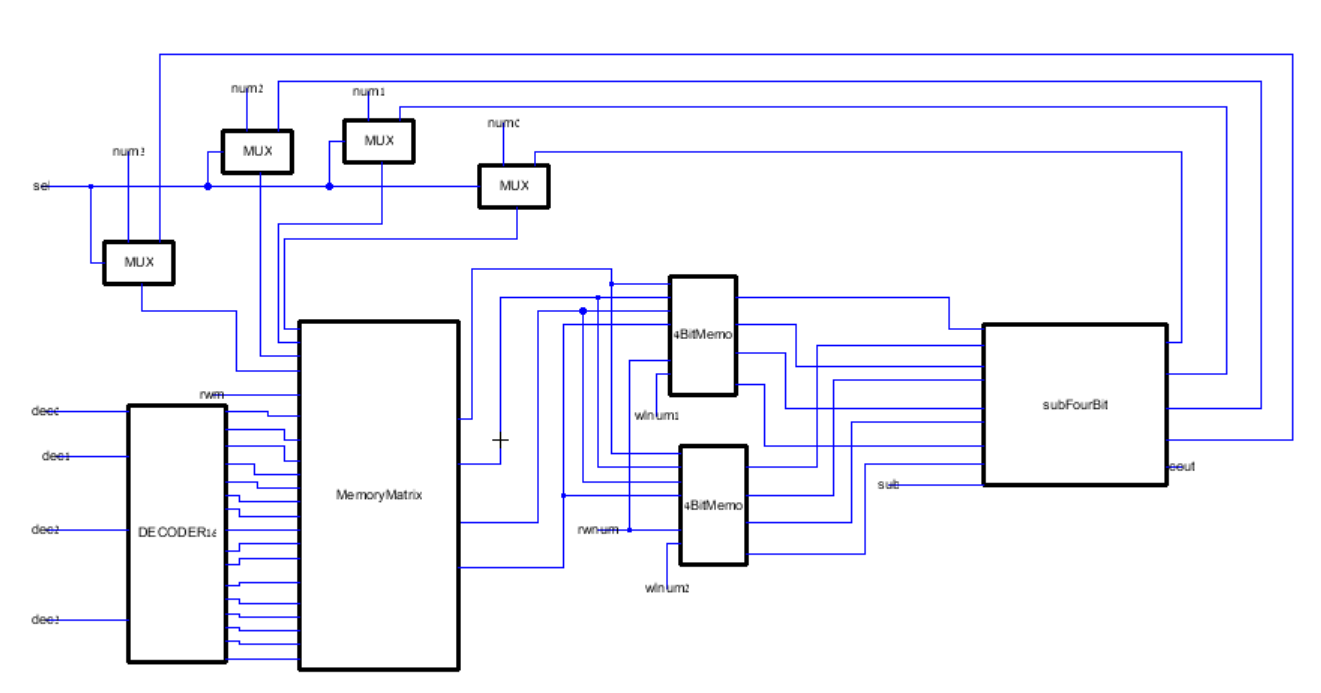 num2
num1
MUX
MUX
num0
num3
sel
MUX
MUX
4BitMemo
rwm
subFourBit
dec0
wlnum1
dec1
sub
cout
MemoryMatrix
4BitMemo
dec2
DECODER16
rwnum
wlnum2
dec3